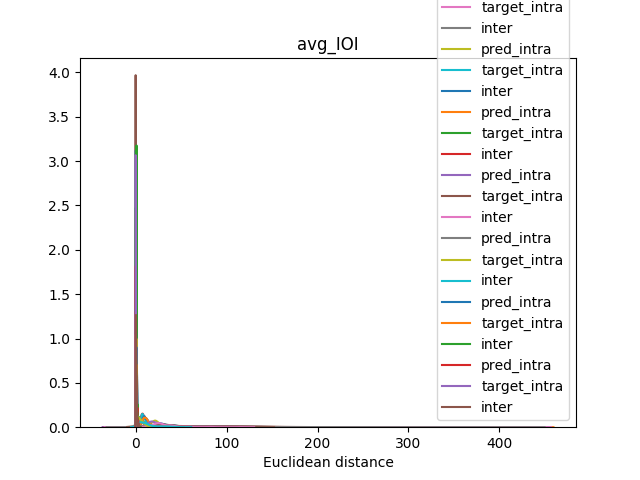 target_intra
inter
avg_IOI
pred_intra
target_intra
inter
pred_intra
target_intra
inter
pred_intra
target_intra
inter
pred_intra
target_intra
inter
pred_intra
target_intra
inter
pred_intra
target_intra
inter
4.0
3.5
3.0
2.5
2.0
1.5
1.0
0.5
0.0
0 100 200 300 400
Euclidean distance